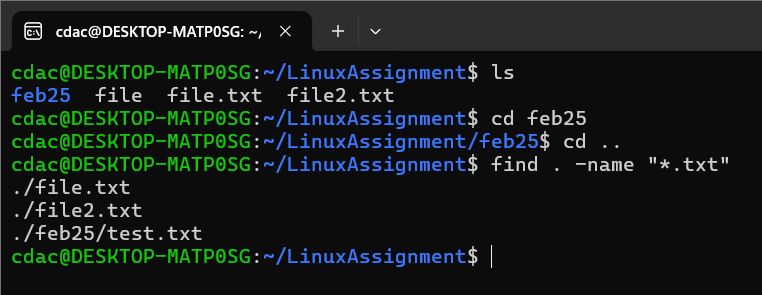 cdac@DESKTOP-MATP0SG: ~/
cdac@DESKTOP-MATP0SG:~/LinuxAssignment$ ls
feb25  file  file.txt  file2.txt
cdac@DESKTOP-MATP0SG:~/LinuxAssignment$ cd feb25
cdac@DESKTOP-MATP0SG:~/LinuxAssignment/feb25$ cd ..
cdac@DESKTOP-MATP0SG:~/LinuxAssignment$ find . -name "*.txt"
./file.txt
./file2.txt
./feb25/test.txt
cdac@DESKTOP-MATP0SG:~/LinuxAssignment$